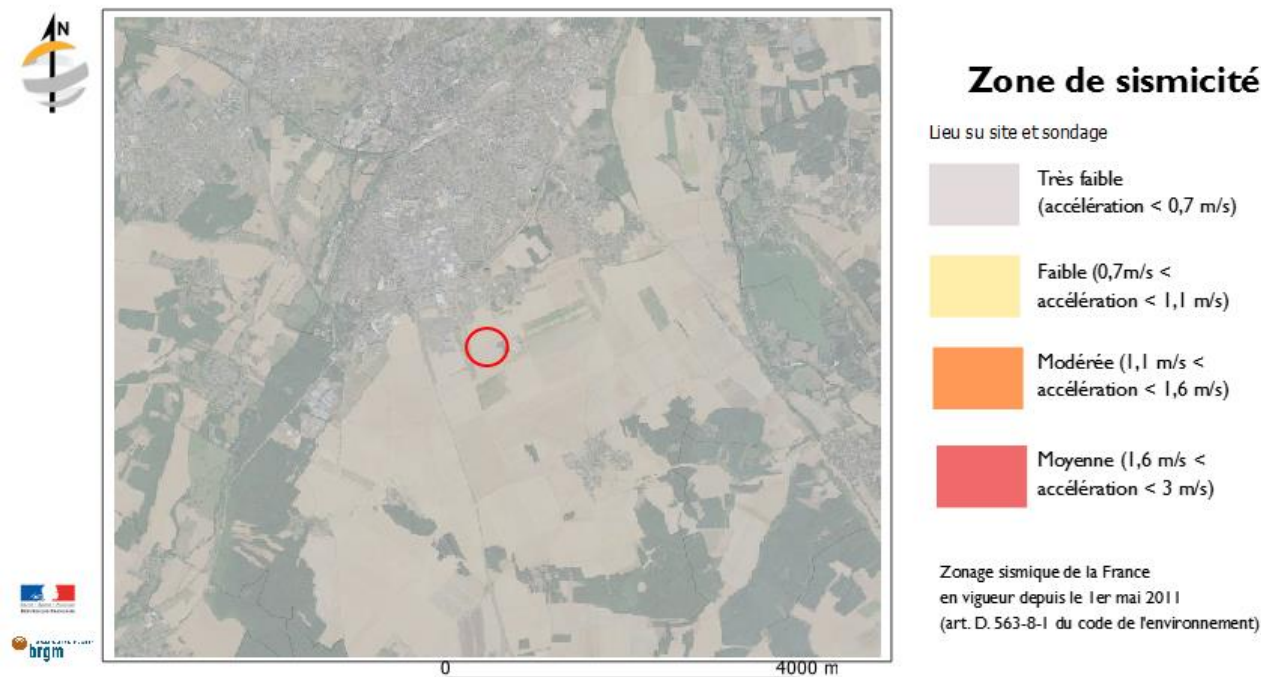 N
Zone de sismicité
Lieu su site et sondage
Très faible
(accélération < 0,7 m/s)
Faible (0,7m/s <
accélération < 1,1 m/s)
Modérée (1,1 m/s <
accélération < 1,6 m/s)
Moyenne (1,6 m/s <
accélération < 3 m/s)
Zonage sismique de la France
en vigueur depuis le 1er mai 2011
(art. D. 563-8-1 du code de l'environnement)
brgm
0 4000 m